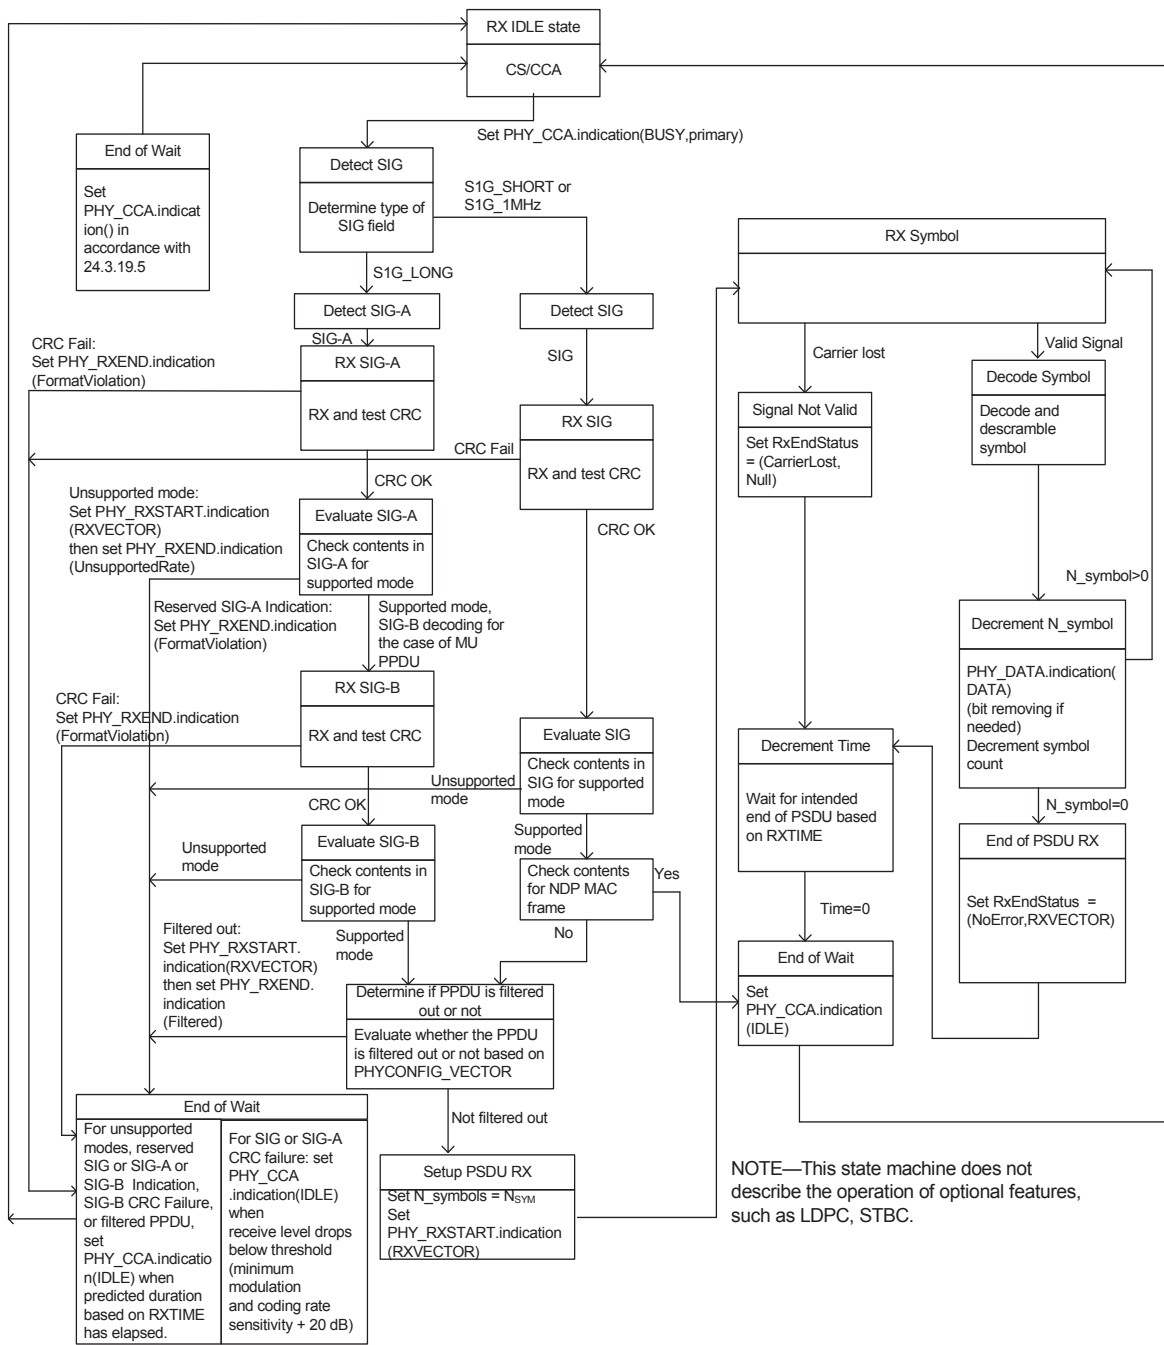 RX IDLE state
CS/CCA
Set PHY_CCA.indication(BUSY,primary)
End of Wait
Set
PHY_CCA.indicat
ion() in
accordance with
24.3.19.5
Detect SIG
Determine type of
SIG field
S1G_SHORT or
S1G_1MHz
S1G_LONG
Detect SIG-A
SIG-A
Detect SIG
SIG
CRC Fail:
Set PHY_RXEND.indication
(FormatViolation)
RX SIG-A
RX and test CRC
RX SIG
RX and test CRC
CRC Fail
CRC OK
CRC OK
Unsupported mode:
Set PHY_RXSTART.indication
(RXVECTOR)
then set PHY_RXEND.indication
(UnsupportedRate)
Evaluate SIG-A
Check contents in
SIG-A for
supported mode
Reserved SIG-A Indication:
Set PHY_RXEND.indication
(FormatViolation)
Supported mode,
SIG-B decoding for
the case of MU
PPDU
CRC Fail:
Set PHY_RXEND.indication
(FormatViolation)
RX SIG-B
RX and test CRC
Evaluate SIG
Check contents in
SIG for supported
mode
Unsupported
mode
CRC OK
Supported
mode
Evaluate SIG-B
Check contents in
SIG-B for
supported mode
Unsupported
mode
Check contents
for NDP MAC
frame
Yes
No
Supported
mode
Filtered out:
Set PHY_RXSTART.
indication(RXVECTOR)
then set PHY_RXEND.
indication
(Filtered)
Determine if PPDU is filtered
out or not
Evaluate whether the PPDU
is filtered out or not based on
PHYCONFIG_VECTOR
Not filtered out
End of Wait
For unsupported
modes, reserved
SIG or SIG-A or
SIG-B Indication,
SIG-B CRC Failure,
or filtered PPDU,
set
PHY_CCA.indicatio
n(IDLE) when
predicted duration
based on RXTIME
has elapsed.
For SIG or SIG-A
CRC failure: set
PHY_CCA
.indication(IDLE)
when
receive level drops
below threshold
(minimum
modulation
and coding rate
sensitivity + 20 dB)
Setup PSDU RX
Set N_symbols = NSYM
Set
PHY_RXSTART.indication
(RXVECTOR)
RX Symbol
Carrier lost
Valid Signal
Signal Not Valid
Set RxEndStatus
= (CarrierLost,
Null)
Decode Symbol
Decode and
descramble
symbol
N_symbol>0
Decrement N_symbol
PHY_DATA.indication(
DATA)
(bit removing if
needed)
Decrement symbol
count
N_symbol=0
Decrement Time
Wait for intended
end of PSDU based
on RXTIME
Time=0
End of PSDU RX
Set RxEndStatus =
(NoError,RXVECTOR)
End of Wait
Set
PHY_CCA.indication
(IDLE)
NOTE—This state machine does not
describe the operation of optional features,
such as LDPC, STBC.